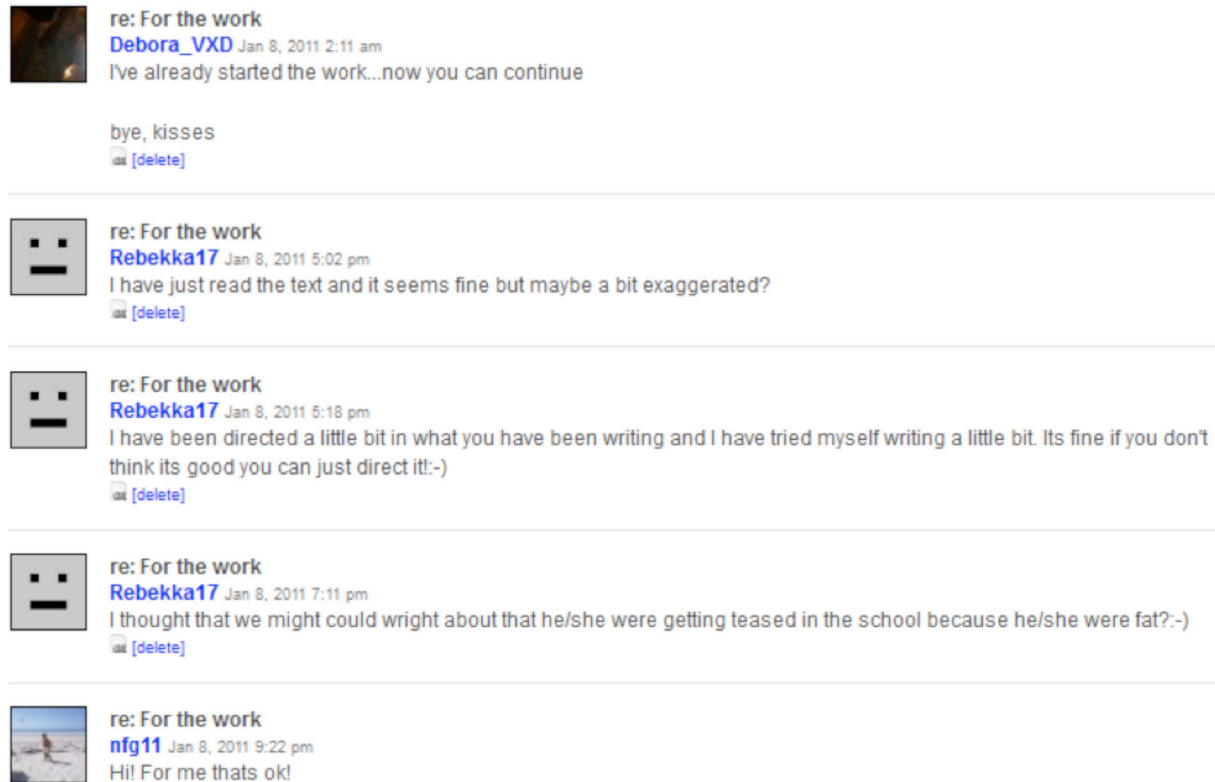 re: For the work
Debora_VXD Jan 8, 2011 2:11 am
I've already started the work...now you can continue
bye, kisses
[delete]
re: For the work
Rebekka17 Jan 8, 2011 5:02 pm
I have just read the text and it seems fine but maybe a bit exaggerated?
[delete]
re: For the work
Rebekka17 Jan 8, 2011 5:18 pm
I have been directed a little bit in what you have been writing and I have tried myself writing a little bit. Its fine if you don't
think its good you can just direct it!:-)
[delete]
re: For the work
Rebekka17 Jan 8, 2011 7:11 pm
I thought that we might could wright about that he/she were getting teased in the school because he/she were fat?:-)
[delete]
re: For the work
nfg11 Jan 8, 2011 9:22 pm
Hi! For me thats ok!